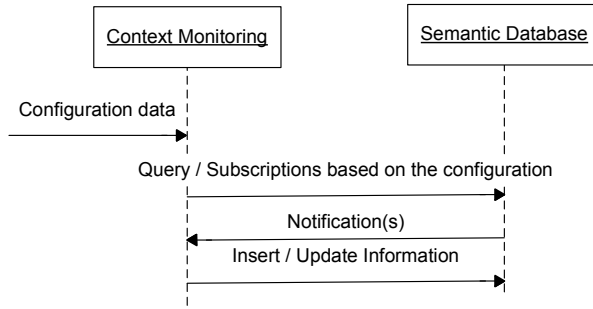 Context Monitoring
Semantic Database
Configuration data
Query / Subscriptions based on the configuration
Notification(s)
Insert / Update Information